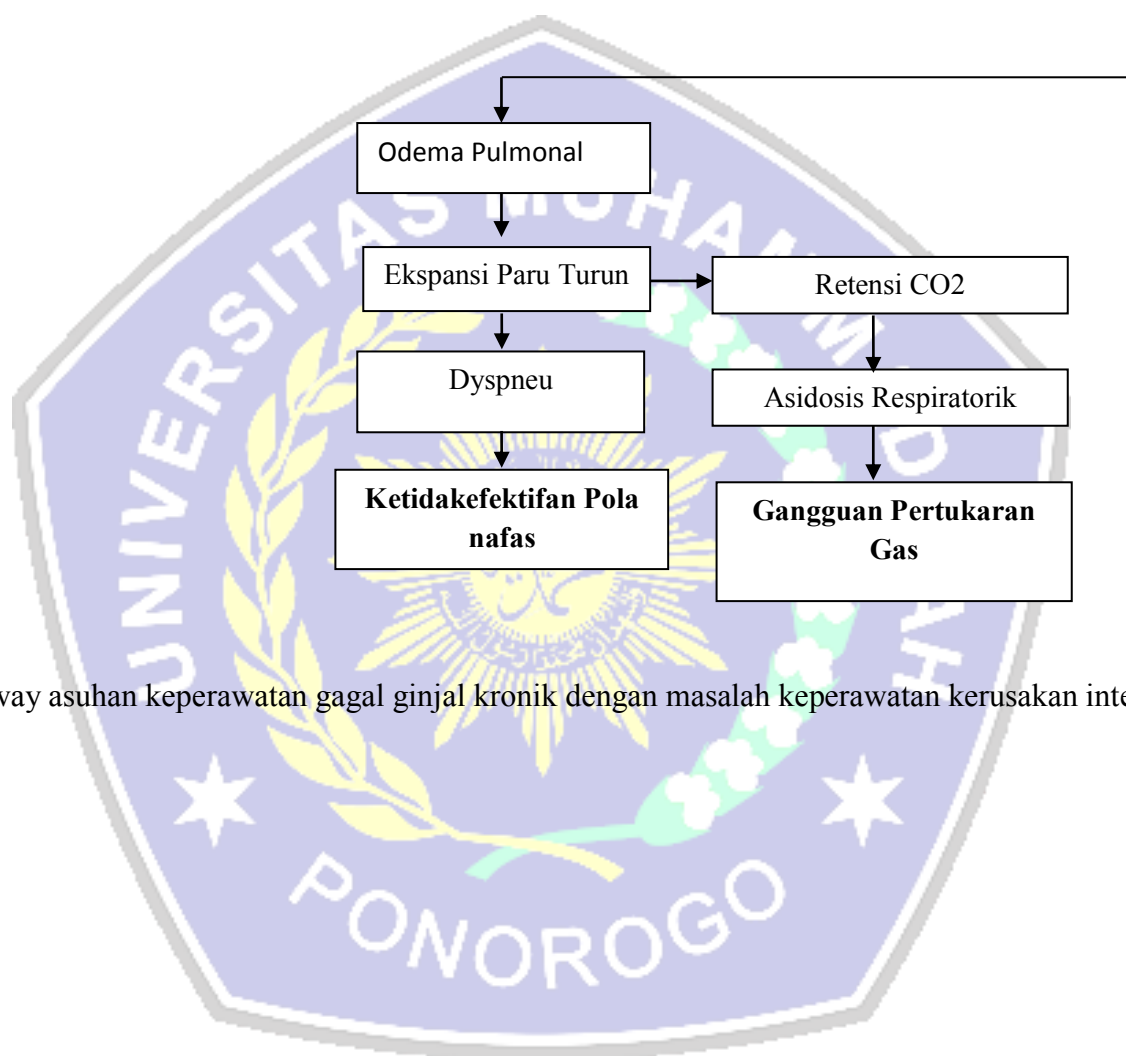 Odema Pulmonal
Ekspansi Paru Turun
Retensi CO2
Dyspneu
Asidosis Respiratorik
Ketidakefektifan Pola
nafas
Gangguan Pertukaran
Gas
way asuhan keperawatan gagal ginjal kronik dengan masalah keperawatan kerusakan inte
UNIVERSITAS MUHAMMADIYAH
PONOROGO